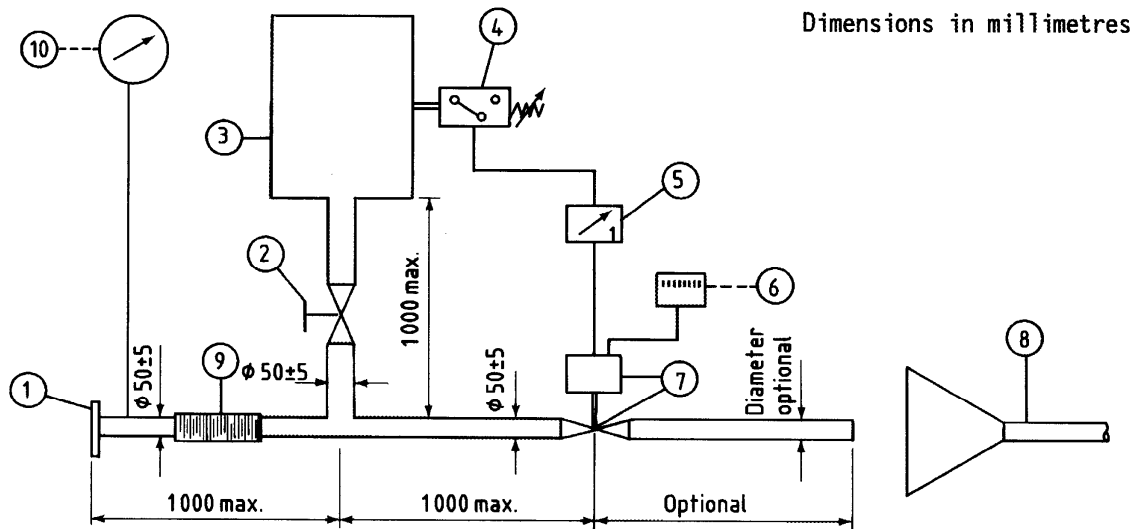 Dimensions in millimetres
10
4
3
5
1
2
1000 max.
6
9
ϕ 50±5
ϕ 50±5
ϕ 50±5
7
Diameter
optional
8
1
1000 max.
1000 max.
Optional